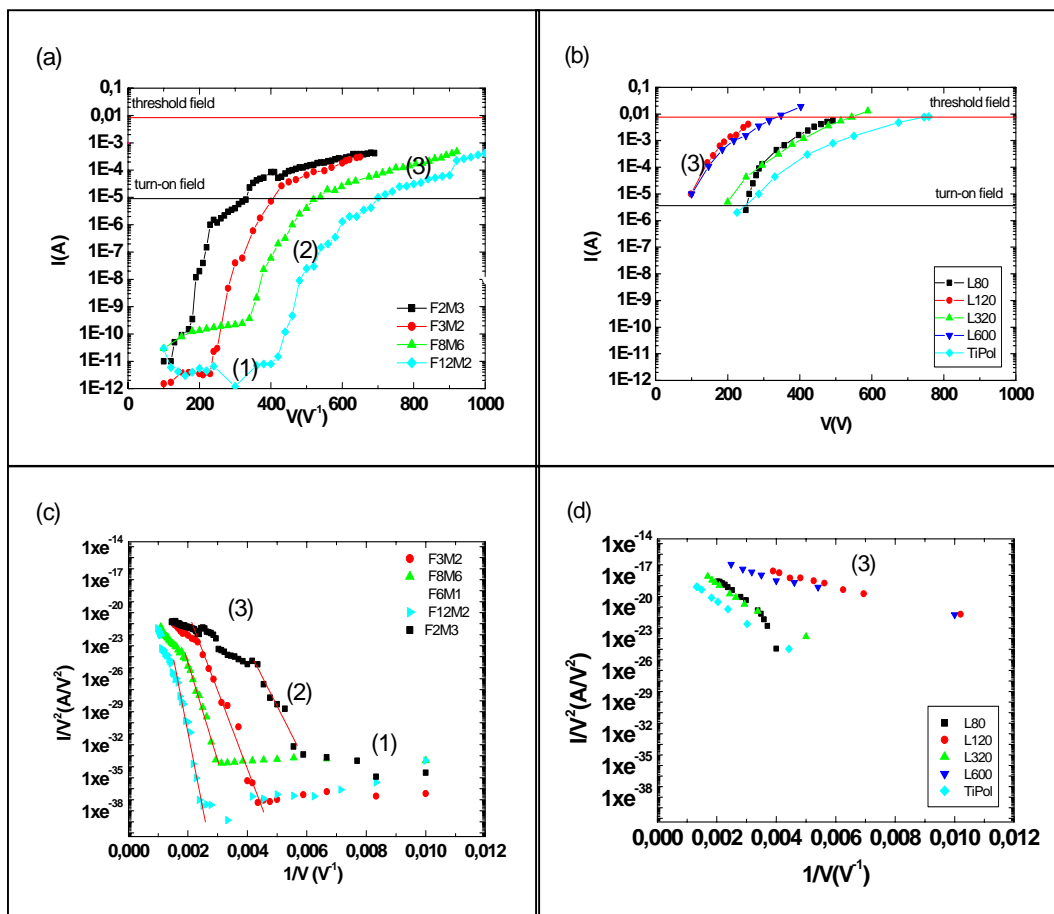 (a)
0,1
0,01
1E-3
1E-4
1E-5
1E-6
1E-7
1E-8
1E-9
1E-10
1E-11
1E-12
I(A)
threshold field
turn-on field
(3)
(2)
(1)
F2M3
F3M2
F8M6
F12M2
0 200 400 600 800 1000
V(V⁻¹)
(b)
0,1
0,01
1E-3
1E-4
1E-5
1E-6
1E-7
1E-8
1E-9
1E-10
1E-11
1E-12
I(A)
threshold field
(3)
turn-on field
L80
L120
L320
L600
TiPol
0 200 400 600 800 1000
V(V)
(c)
1xe⁻¹⁴
1xe⁻¹⁷
1xe⁻²⁰
1xe⁻²³
1xe⁻²⁶
1xe⁻²⁹
1xe⁻³²
1xe⁻³⁵
1xe⁻³⁸
I/V²(A/V²)
F3M2
F8M6
F6M1
F12M2
F2M3
(3)
(2)
(1)
0,000 0,002 0,004 0,006 0,008 0,010 0,012
1/V (V⁻¹)
(d)
1xe⁻¹⁴
1xe⁻¹⁷
1xe⁻²⁰
1xe⁻²³
1xe⁻²⁶
1xe⁻²⁹
1xe⁻³²
1xe⁻³⁵
1xe⁻³⁸
I/V²(A/V²)
(3)
L80
L120
L320
L600
TiPol
0,000 0,002 0,004 0,006 0,008 0,010 0,012
1/V(V⁻¹)